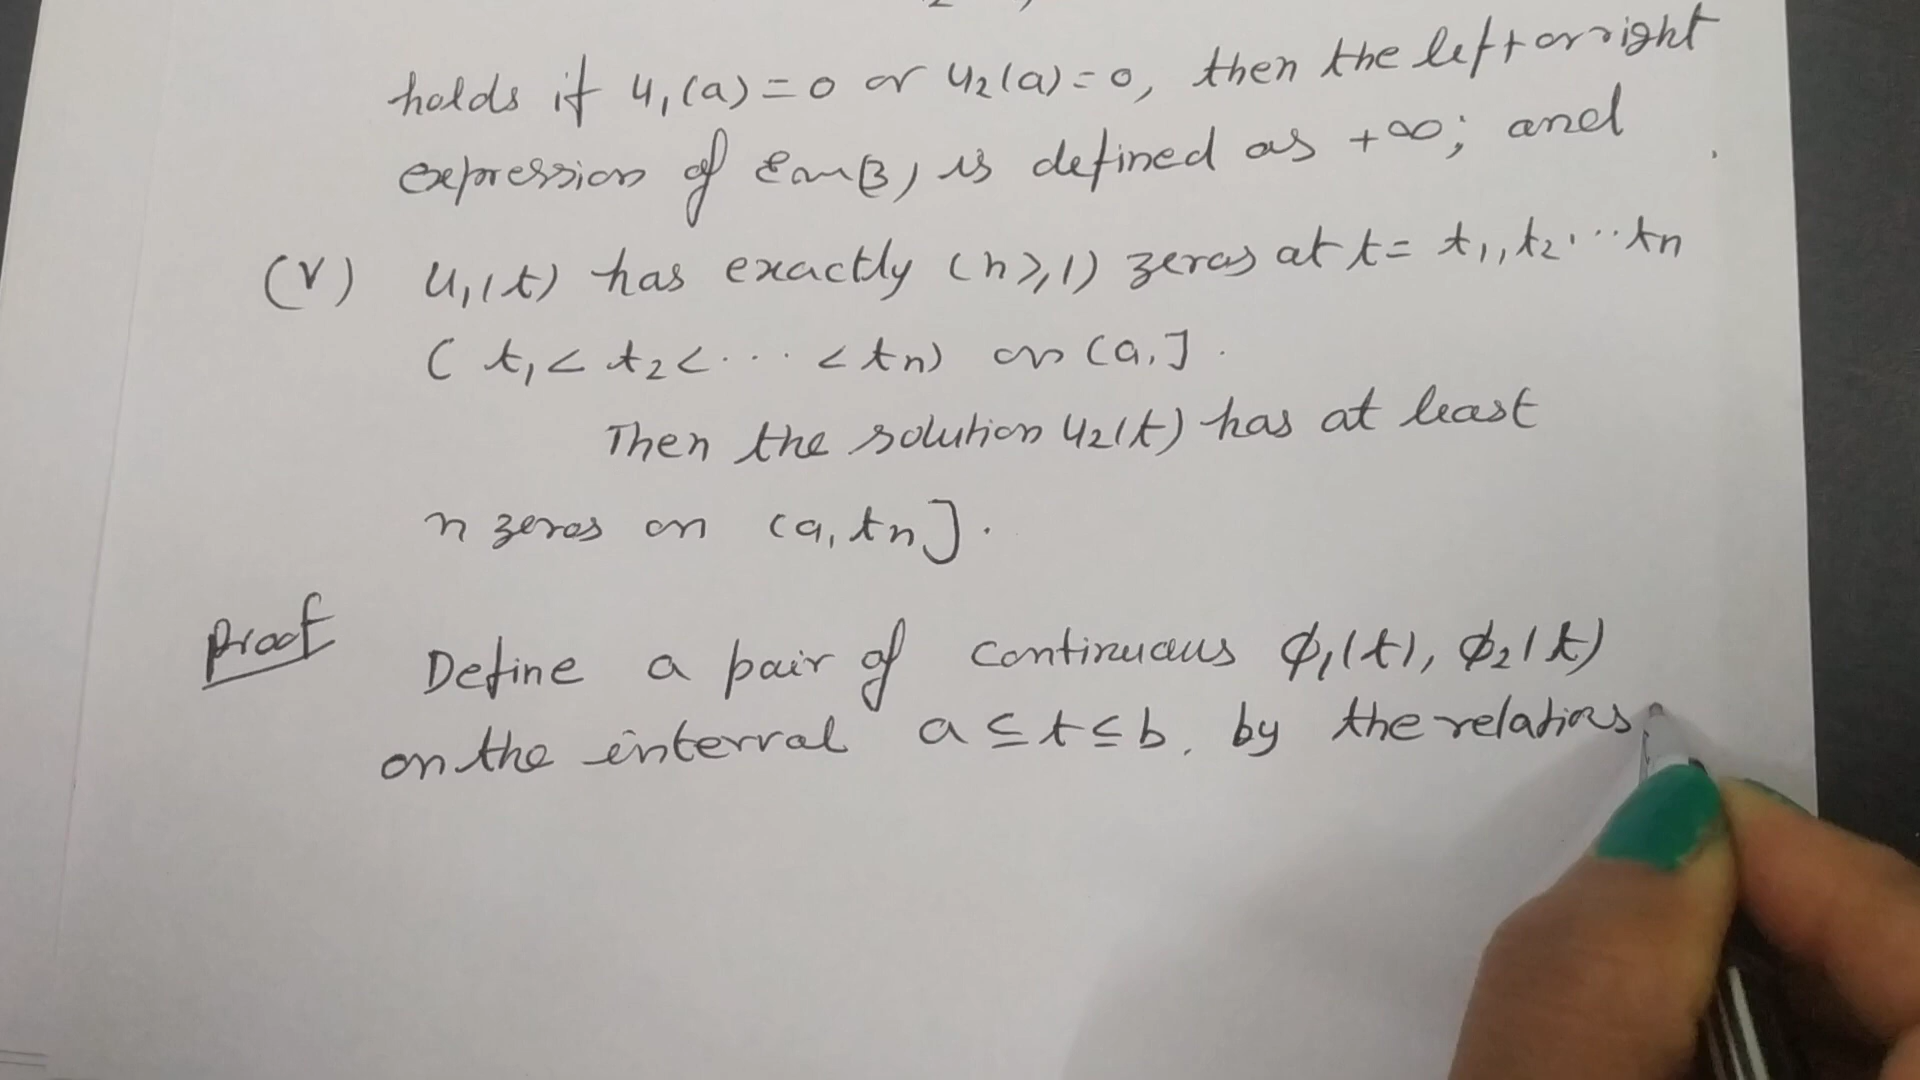 holds if u₁(a) = 0 or u₂(a) = 0, then the left or right
expression of Eqn (3) is defined as +∞; and
(V) u₁(t) has exactly (n ≥ 1) zeros at t = t₁, t₂, ... tn
(t₁ < t₂ < ... < tn) on (a, ].
Then the solution u₂(t) has at least
n zeros on (a, tn].
Proof Define a pair of continuous ϕ₁(t), ϕ₂(t)
on the interval a ≤ t ≤ b, by the relations